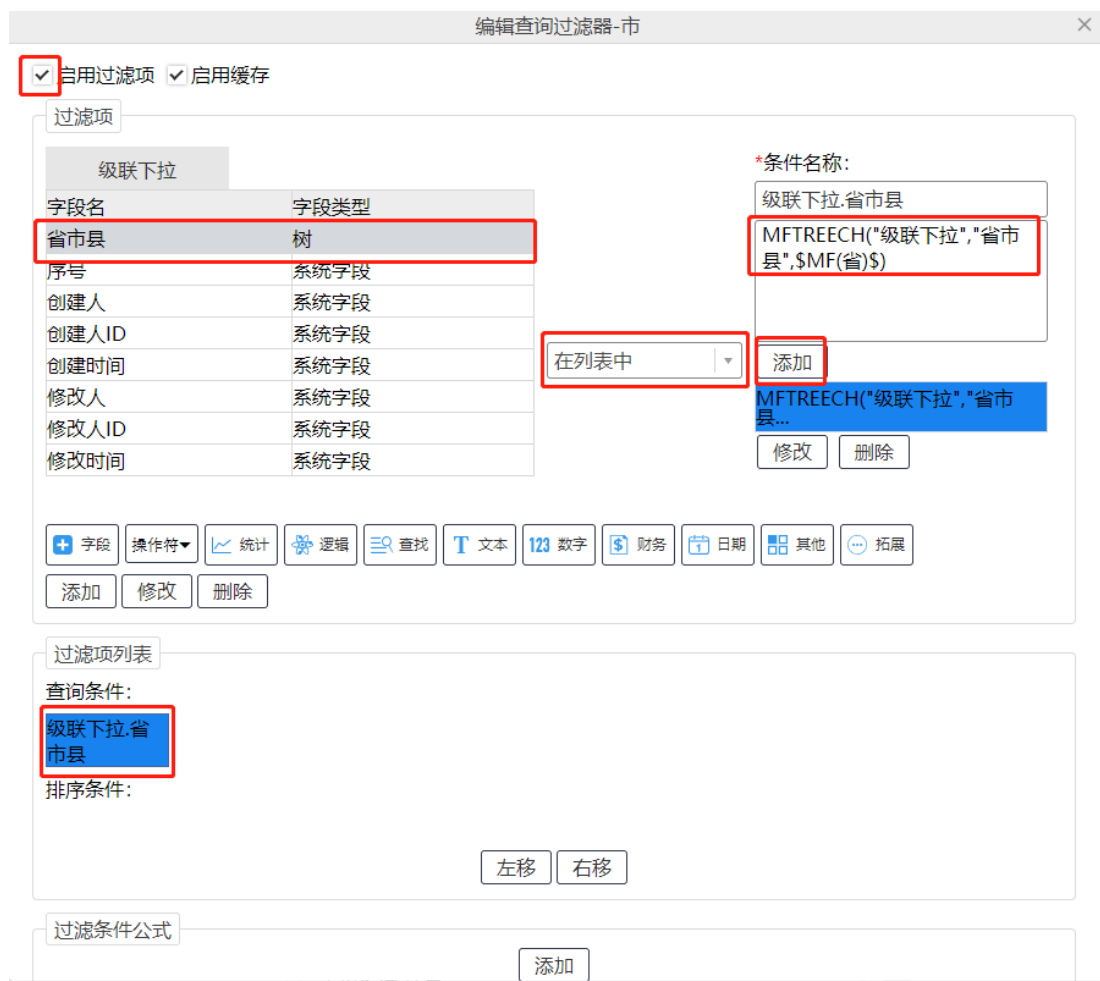 编辑查询过滤器-市
启用过滤项 启用缓存
过滤项
级联下拉
字段名 字段类型
省市县 树
序号 系统字段
创建人 系统字段
创建人ID 系统字段
创建时间 系统字段
修改人 系统字段
修改人ID 系统字段
修改时间 系统字段
在列表中
*条件名称:
级联下拉.省市县
MFTREECH("级联下拉","省市
县",$MF(省)$)
添加
MFTREECH("级联下拉","省市
县...
修改 删除
字段 操作符 统计 逻辑 查找 T 文本 123 数字 财务 日期 其他 拓展
添加 修改 删除
过滤项列表
查询条件:
级联下拉.省
市县
排序条件:
左移 右移
过滤条件公式
添加